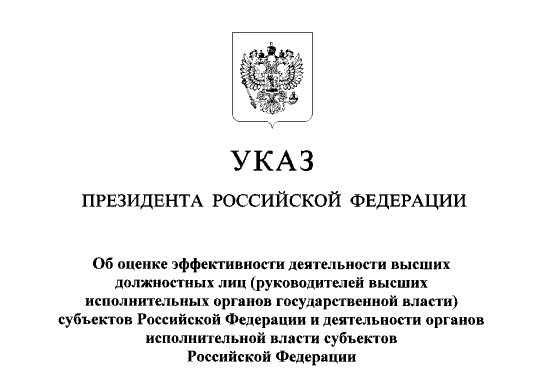 УКАЗ
ПРЕЗИДЕНТА РОССИЙСКОЙ ФЕДЕРАЦИИ
Об оценке эффективности деятельности высших
должностных лиц (руководителей высших
исполнительных органов государственной власти)
субъектов Российской Федерации и деятельности органов
исполнительной власти субъектов
Российской Федерации